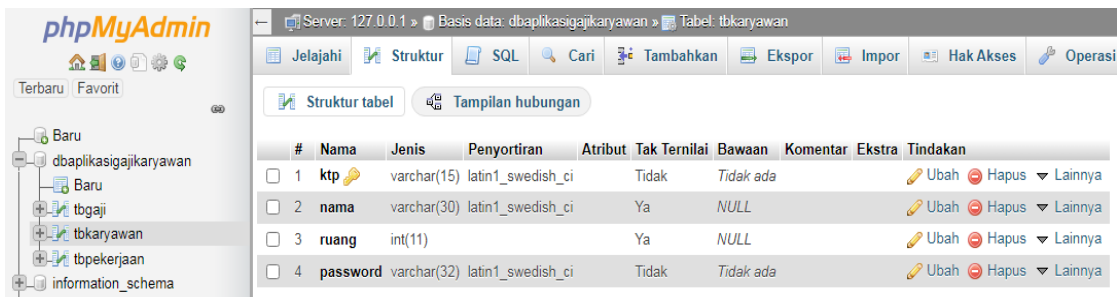 phpMyAdmin
Terbaru Favorit
Baru
dbaplikasigajikaryawan
Baru
tbgaji
tbkaryawan
tbpekerjaan
information_schema
Server: 127.0.0.1 » Basis data: dbaplikasigajikaryawan » Tabel: tbkaryawan
Jelajahi Struktur SQL Cari Tambahkan Ekspor Impor Hak Akses Operasi
Struktur tabel Tampilan hubungan
# Nama Jenis Penyortiran Atribut Tak Ternilai Bawaan Komentar Ekstra Tindakan
1 ktp varchar(15) latin1_swedish_ci Tidak Tidak ada Ubah Hapus Lainnya
2 nama varchar(30) latin1_swedish_ci Ya NULL Ubah Hapus Lainnya
3 ruang int(11) Ya NULL Ubah Hapus Lainnya
4 password varchar(32) latin1_swedish_ci Tidak Tidak ada Ubah Hapus Lainnya